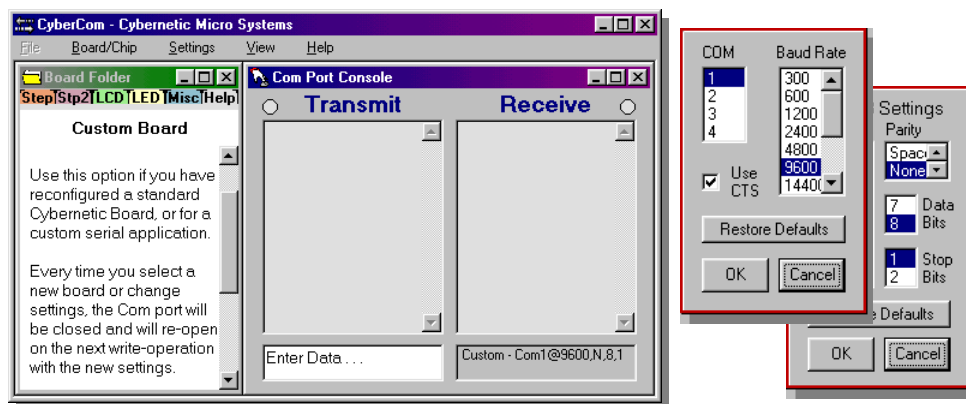 CyberCom - Cybernetic Micro Systems
File Board/Chip Settings View Help
Board Folder
Step Stp2 LCD LED Misc Help
Custom Board
Use this option if you have
reconfigured a standard
Cybernetic Board, or for a
custom serial application.
Every time you select a
new board or change
settings, the Com port will
be closed and will re-open
on the next write-operation
with the new settings.
Com Port Console
Transmit Receive
Enter Data . . .
Custom - Com1@9600,N,8,1
COM Baud Rate
1
2
3
4
300
600
1200
2400
4800
9600
14400
Use
CTS
Restore Defaults
OK Cancel
Settings
Parity
Space
None
7 Data
8 Bits
1 Stop
2 Bits
Defaults
OK Cancel